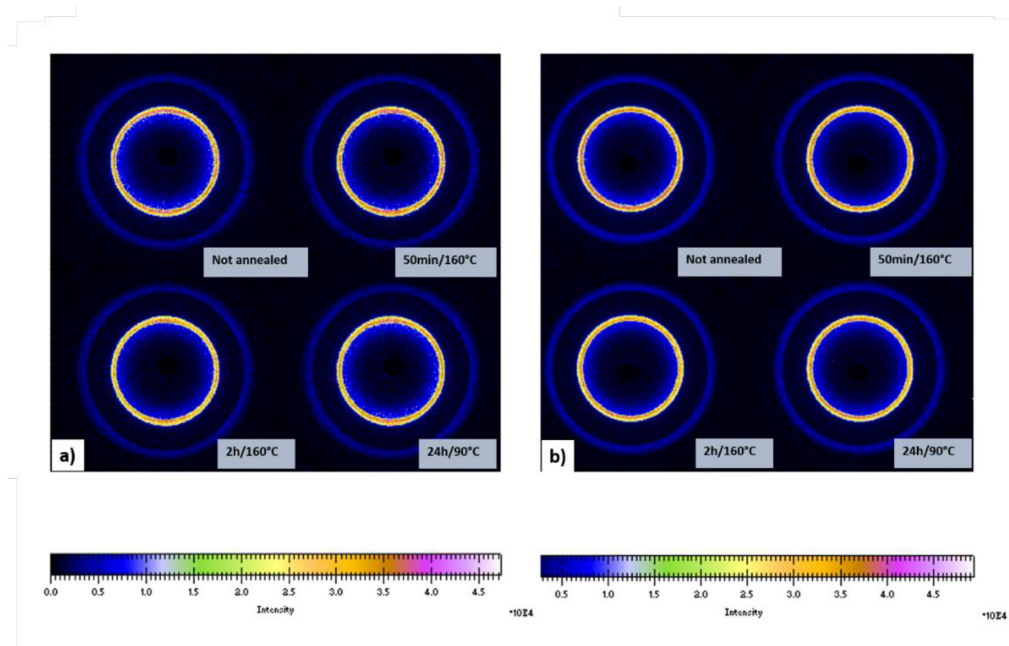 Not annealed
50min/160°C
Not annealed
50min/160°C
a)
2h/160°C
24h/90°C
b)
2h/160°C
24h/90°C
0.0 0.5 1.0 1.5 2.0 2.5 3.0 3.5 4.0 4.5
Intensity
*10E4
0.5 1.0 1.5 2.0 2.5 3.0 3.5 4.0 4.5
Intensity
*10E4